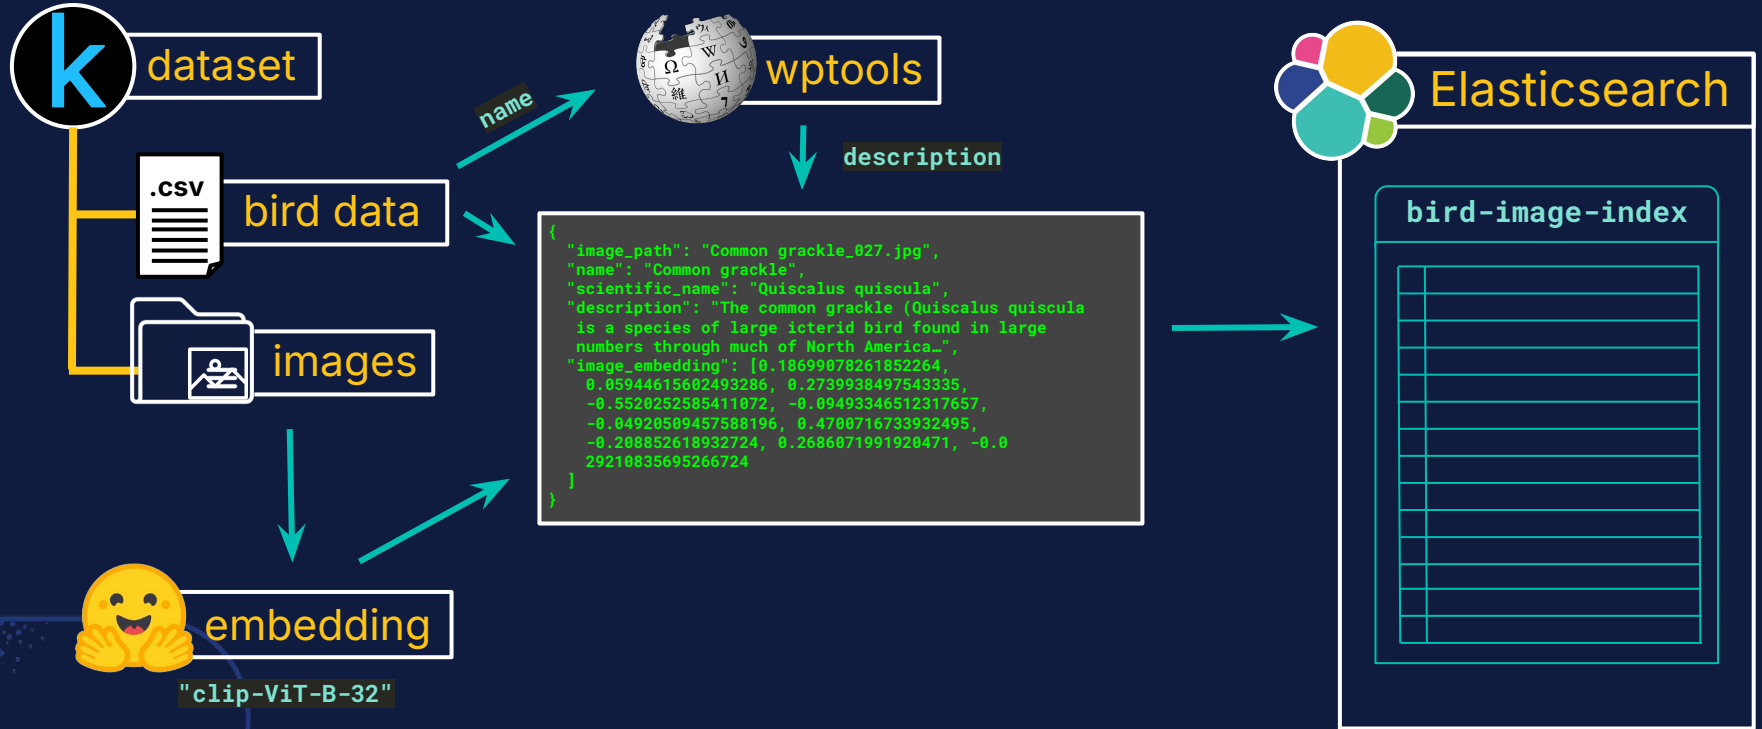 k
dataset
wptools
Elasticsearch
name
.csv
bird data
description
bird-image-index
{
"image_path": "Common grackle_027.jpg",
"name": "Common grackle",
"scientific_name": "Quiscalus quiscula",
"description": "The common grackle (Quiscalus quiscula
is a species of large icterid bird found in large
numbers through much of North America…",
"image_embedding": [0.18699078261852264,
0.05944615602493286, 0.2739938497543335,
-0.5520252585411072, -0.09493346512317657,
-0.04920509457588196, 0.4700716733932495,
-0.208852618932724, 0.2686071991920471, -0.0
29210835695266724
]
}
images
embedding
"clip-ViT-B-32"
Ω
W
И
維